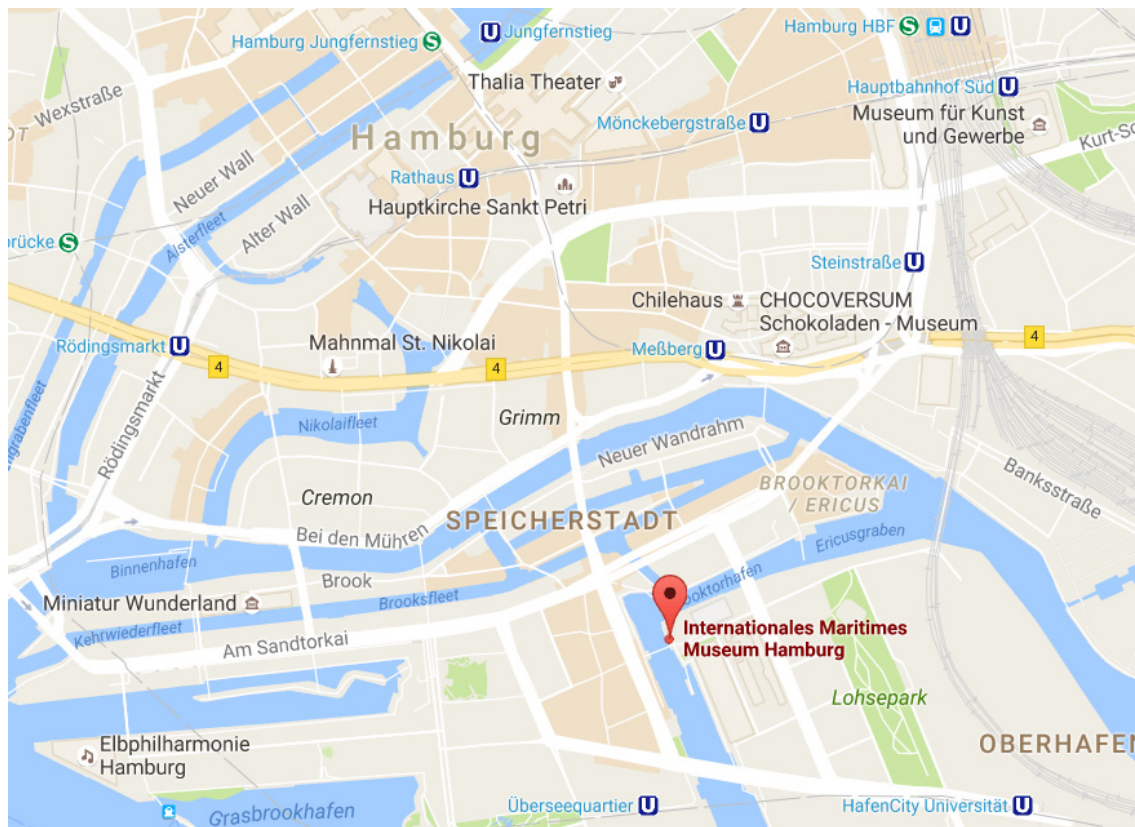 Hamburg Jungfernstieg S
U Jungfernstieg
Hamburg HBF S U
Thalia Theater
Hauptbahnhof Süd U
Wexstraße
DT
Mönckebergstraße U
Museum für Kunst
und Gewerbe
Kurt-Sc
Hamburg
Neuer Wall
Rathaus U
Hauptkirche Sankt Petri
Alsterfleet
Alter Wall
brücke S
Steinstraße U
Chilehaus
CHOCOVERSUM
Schokoladen - Museum
Rödingsmarkt U
Mahnmal St. Nikolai
Meßberg U
4
4
4
Grimm
Nikolaifleet
Neuer Wandrahm
ngrabenfleet
Rödingsmarkt
Cremon
BROOKTORKAI
/ ERICUS
Banksstraße
SPEICHERSTADT
Bei den Mühren
Ericusgraben
Binnenhafen
Brook
Brooktorhafen
Miniatur Wunderland
Brooksfleet
Kehrwiederfleet
Am Sandtorkai
Internationales Maritimes
Museum Hamburg
Lohsepark
Elbphilharmonie
Hamburg
OBERHAFEN
Grasbrookhafen
Überseequartier U
HafenCity Universität U